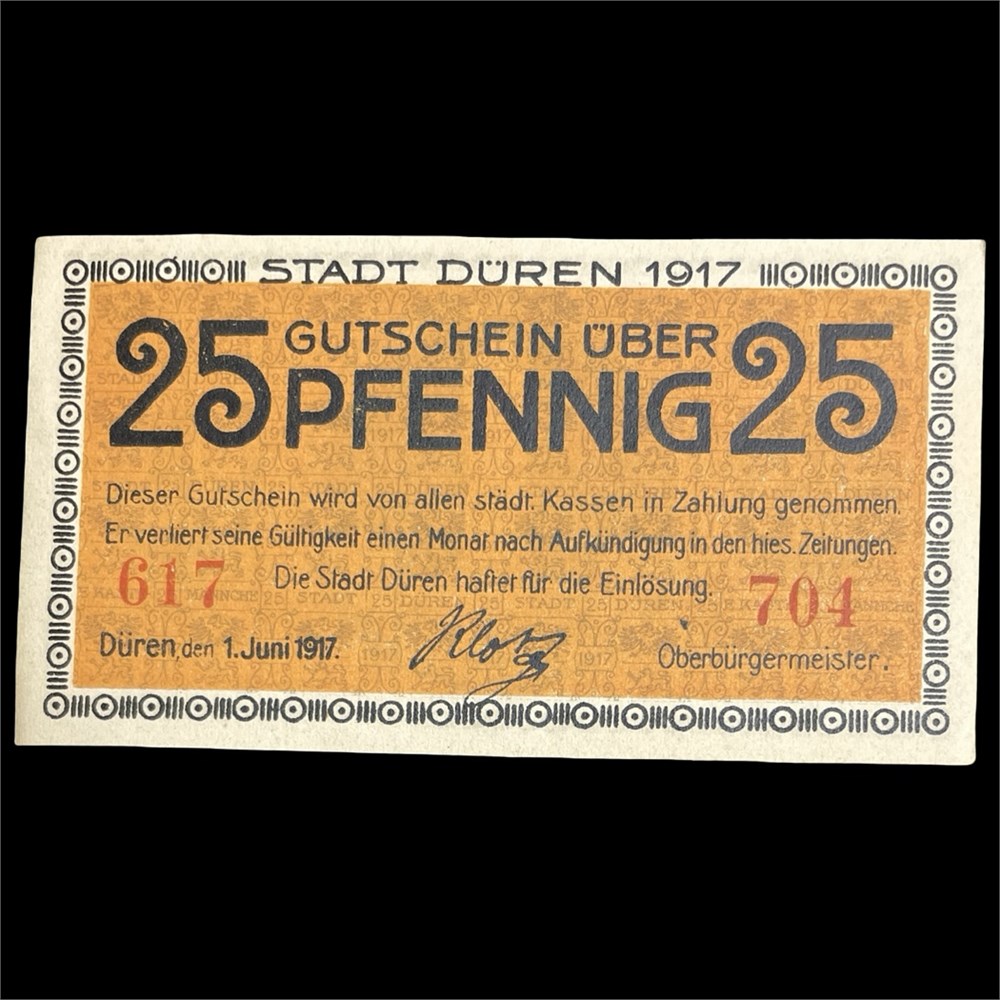 STADT DÜREN 1917
25 GUTSCHEIN ÜBER 25
PFENNIG
Dieser Gutschein wird von allen städt. Kassen in Zahlung genommen.
Er verliert seine Gültigkeit einen Monat nach Aufkündigung in den hies. Zeitungen.
617 Die Stadt Düren haftet für die Einlösung. 704
Düren, den 1. Juni 1917. Klotz Oberbürgermeister.